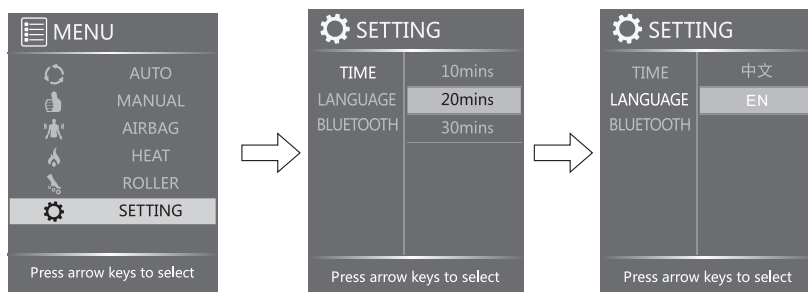 MENU
AUTO
MANUAL
AIRBAG
HEAT
ROLLER
SETTING
Press arrow keys to select
SETTING
TIME 10mins
LANGUAGE 20mins
BLUETOOTH 30mins
Press arrow keys to select
SETTING
TIME 中文
LANGUAGE EN
BLUETOOTH
Press arrow keys to select